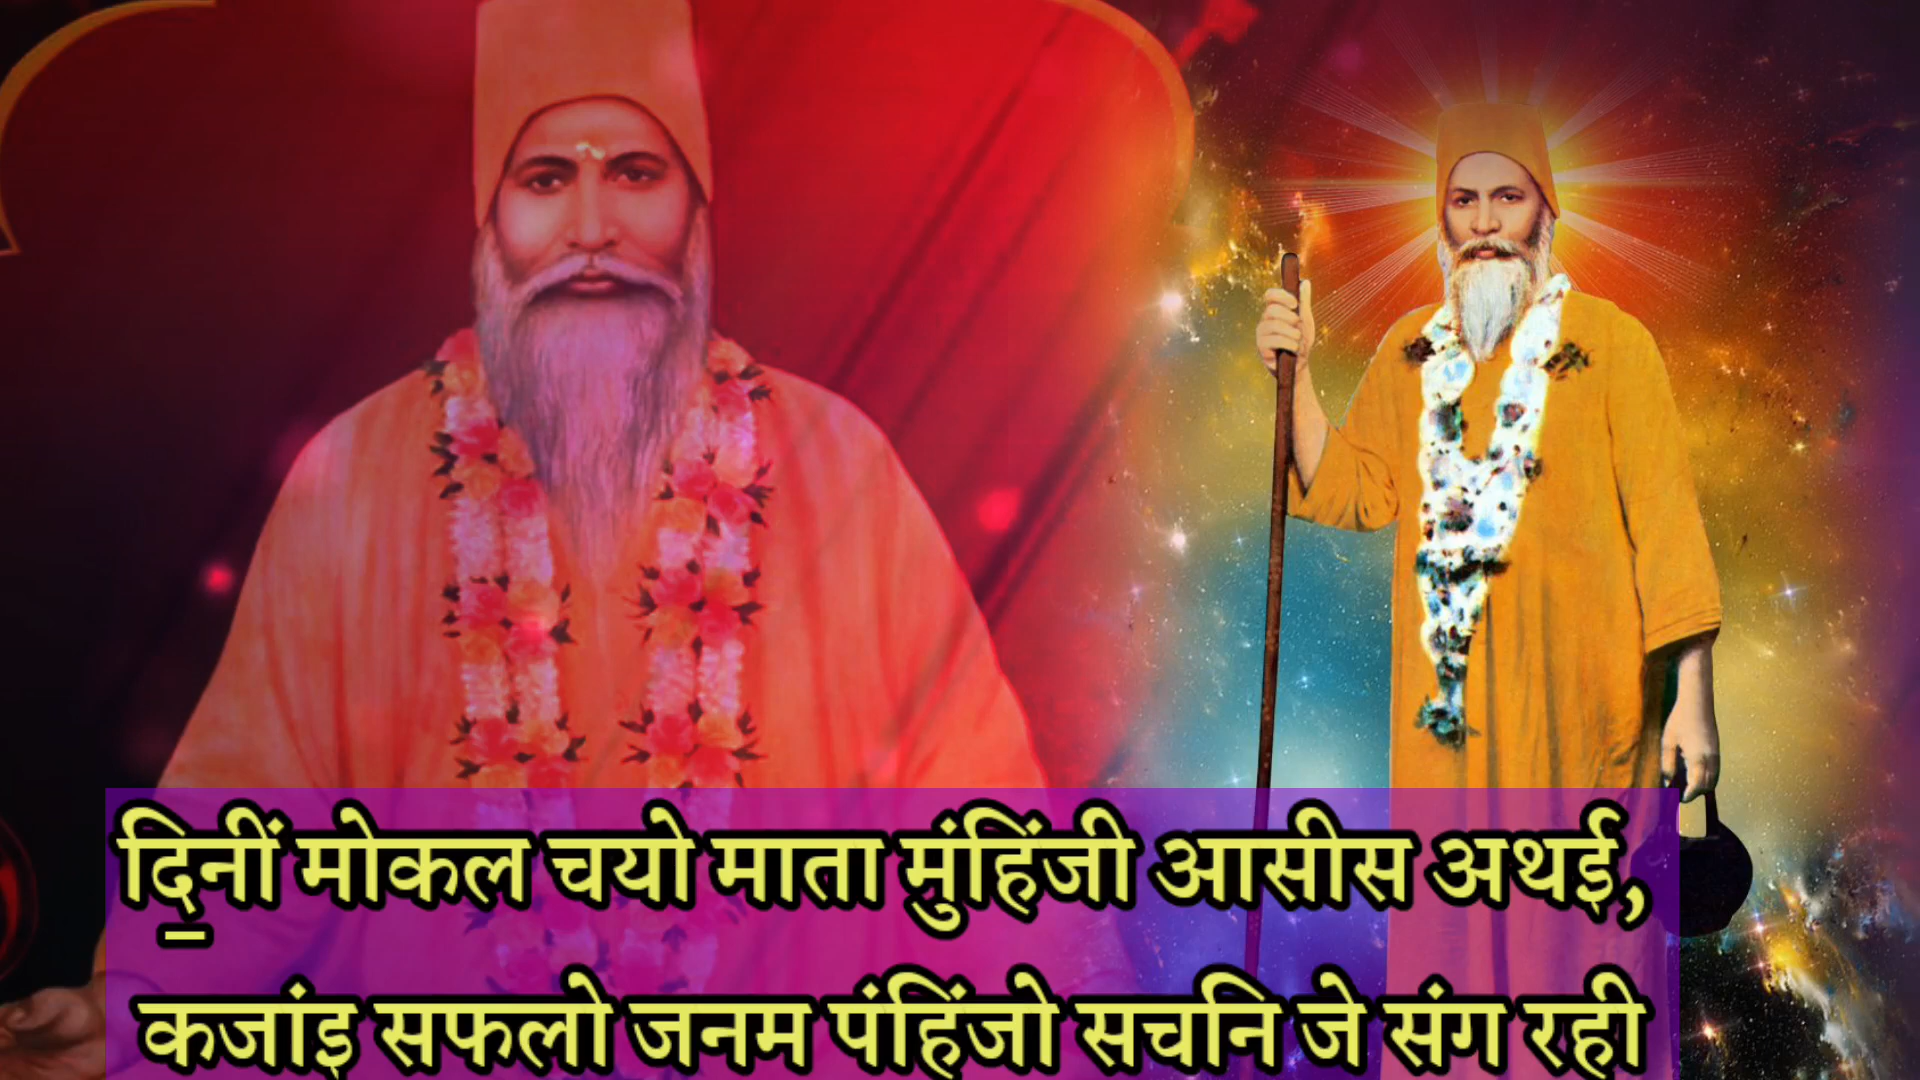 दि॒नीं मोकल चयो माता मुंहिंजी आसीस अथई,
कजांइ सफलो जनम पंहिंजो सचनि जे संग रही